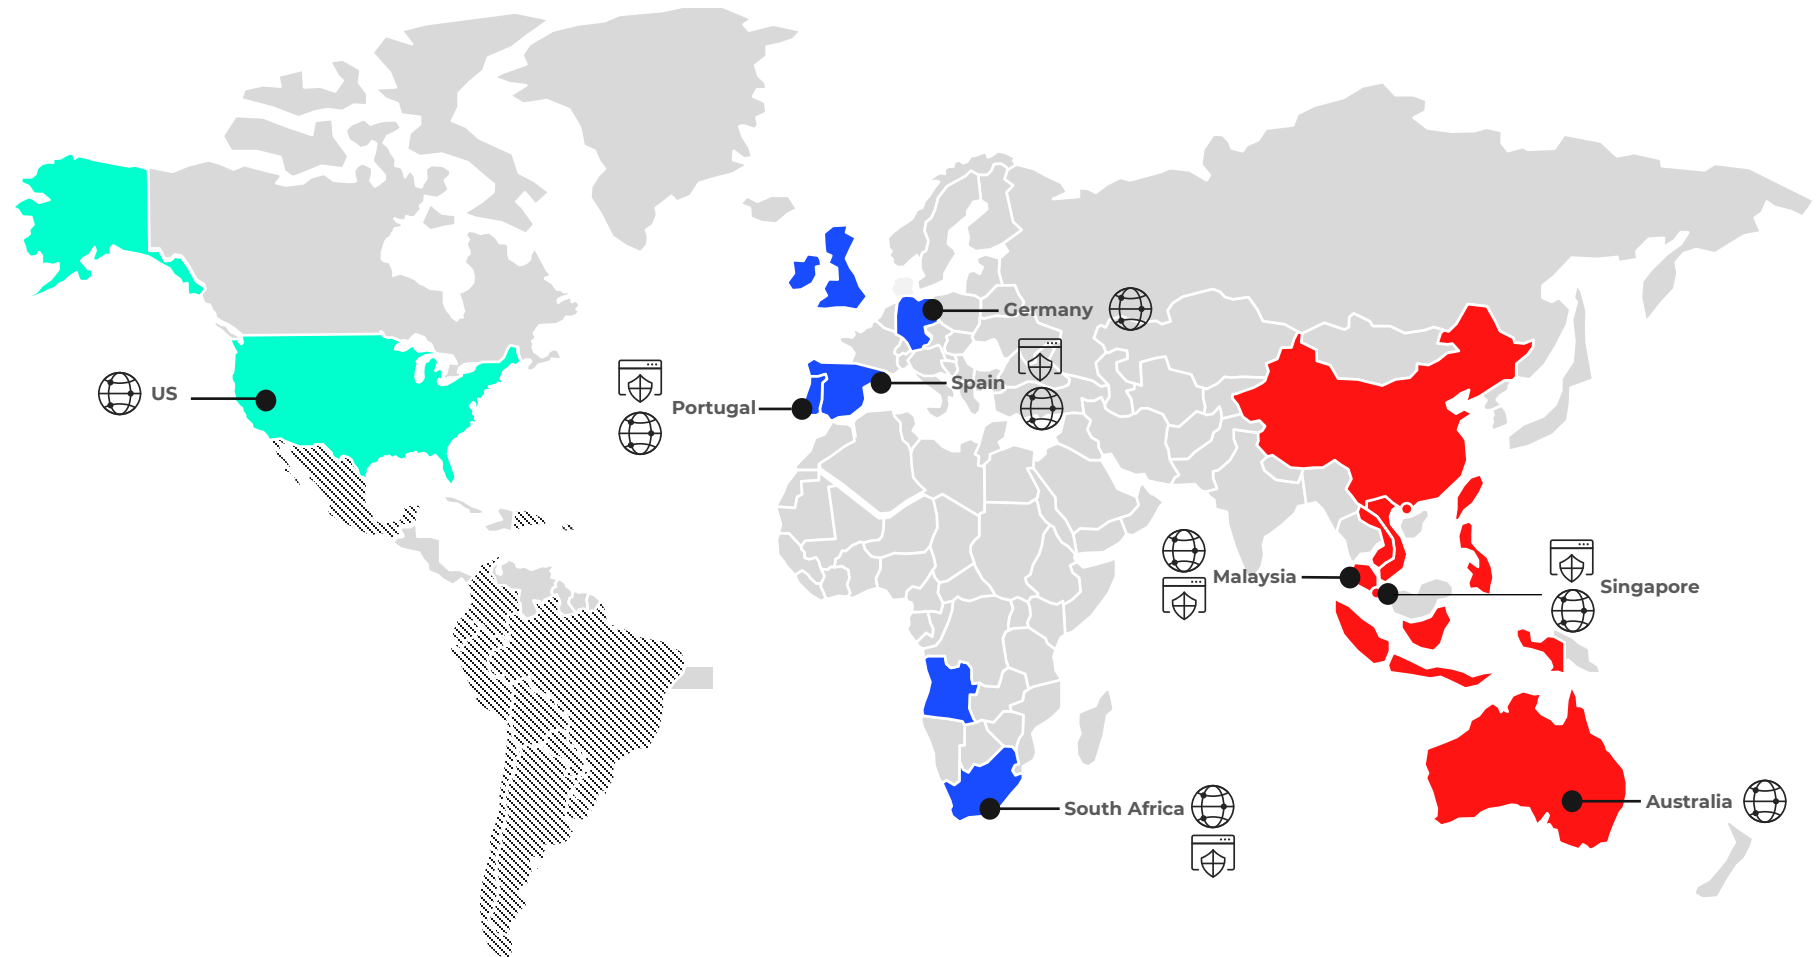 Germany
Spain
US
Portugal
Malaysia
Singapore
South Africa
Australia